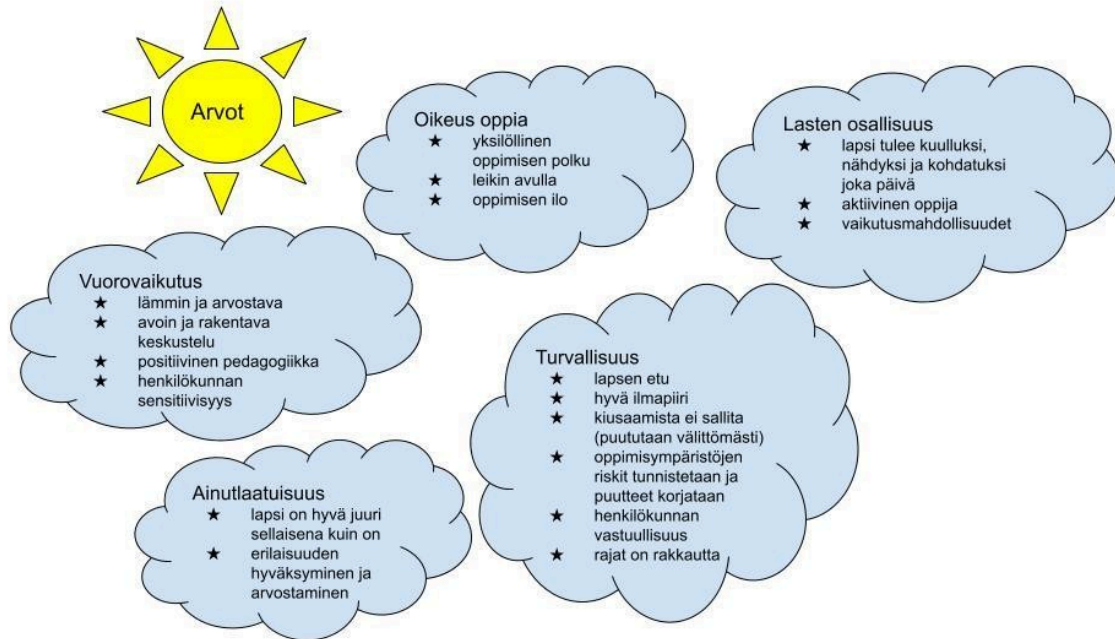 Arvot
Oikeus oppia
★ yksilöllinen
oppimisen polku
★ leikin avulla
★ oppimisen ilo
Lasten osallisuus
★ lapsi tulee kuulluksi,
nähdyksi ja kohdatuksi
joka päivä
★ aktiivinen oppija
★ vaikutusmahdollisuudet
Vuorovaikutus
★ lämmin ja arvostava
★ avoin ja rakentava
keskustelu
★ positiivinen pedagogiikka
★ henkilökunnan
sensitiivisyys
Turvallisuus
★ lapsen etu
★ hyvä ilmapiiri
★ kiusaamista ei sallita
(puututaan välittömästi)
★ oppimisympäristöjen
riskit tunnistetaan ja
puutteet korjataan
★ henkilökunnan
vastuullisuus
★ rajat on rakkautta
Ainutlaatuisuus
★ lapsi on hyvä juuri
sellaisena kuin on
★ erilaisuuden
hyväksyminen ja
arvostaminen